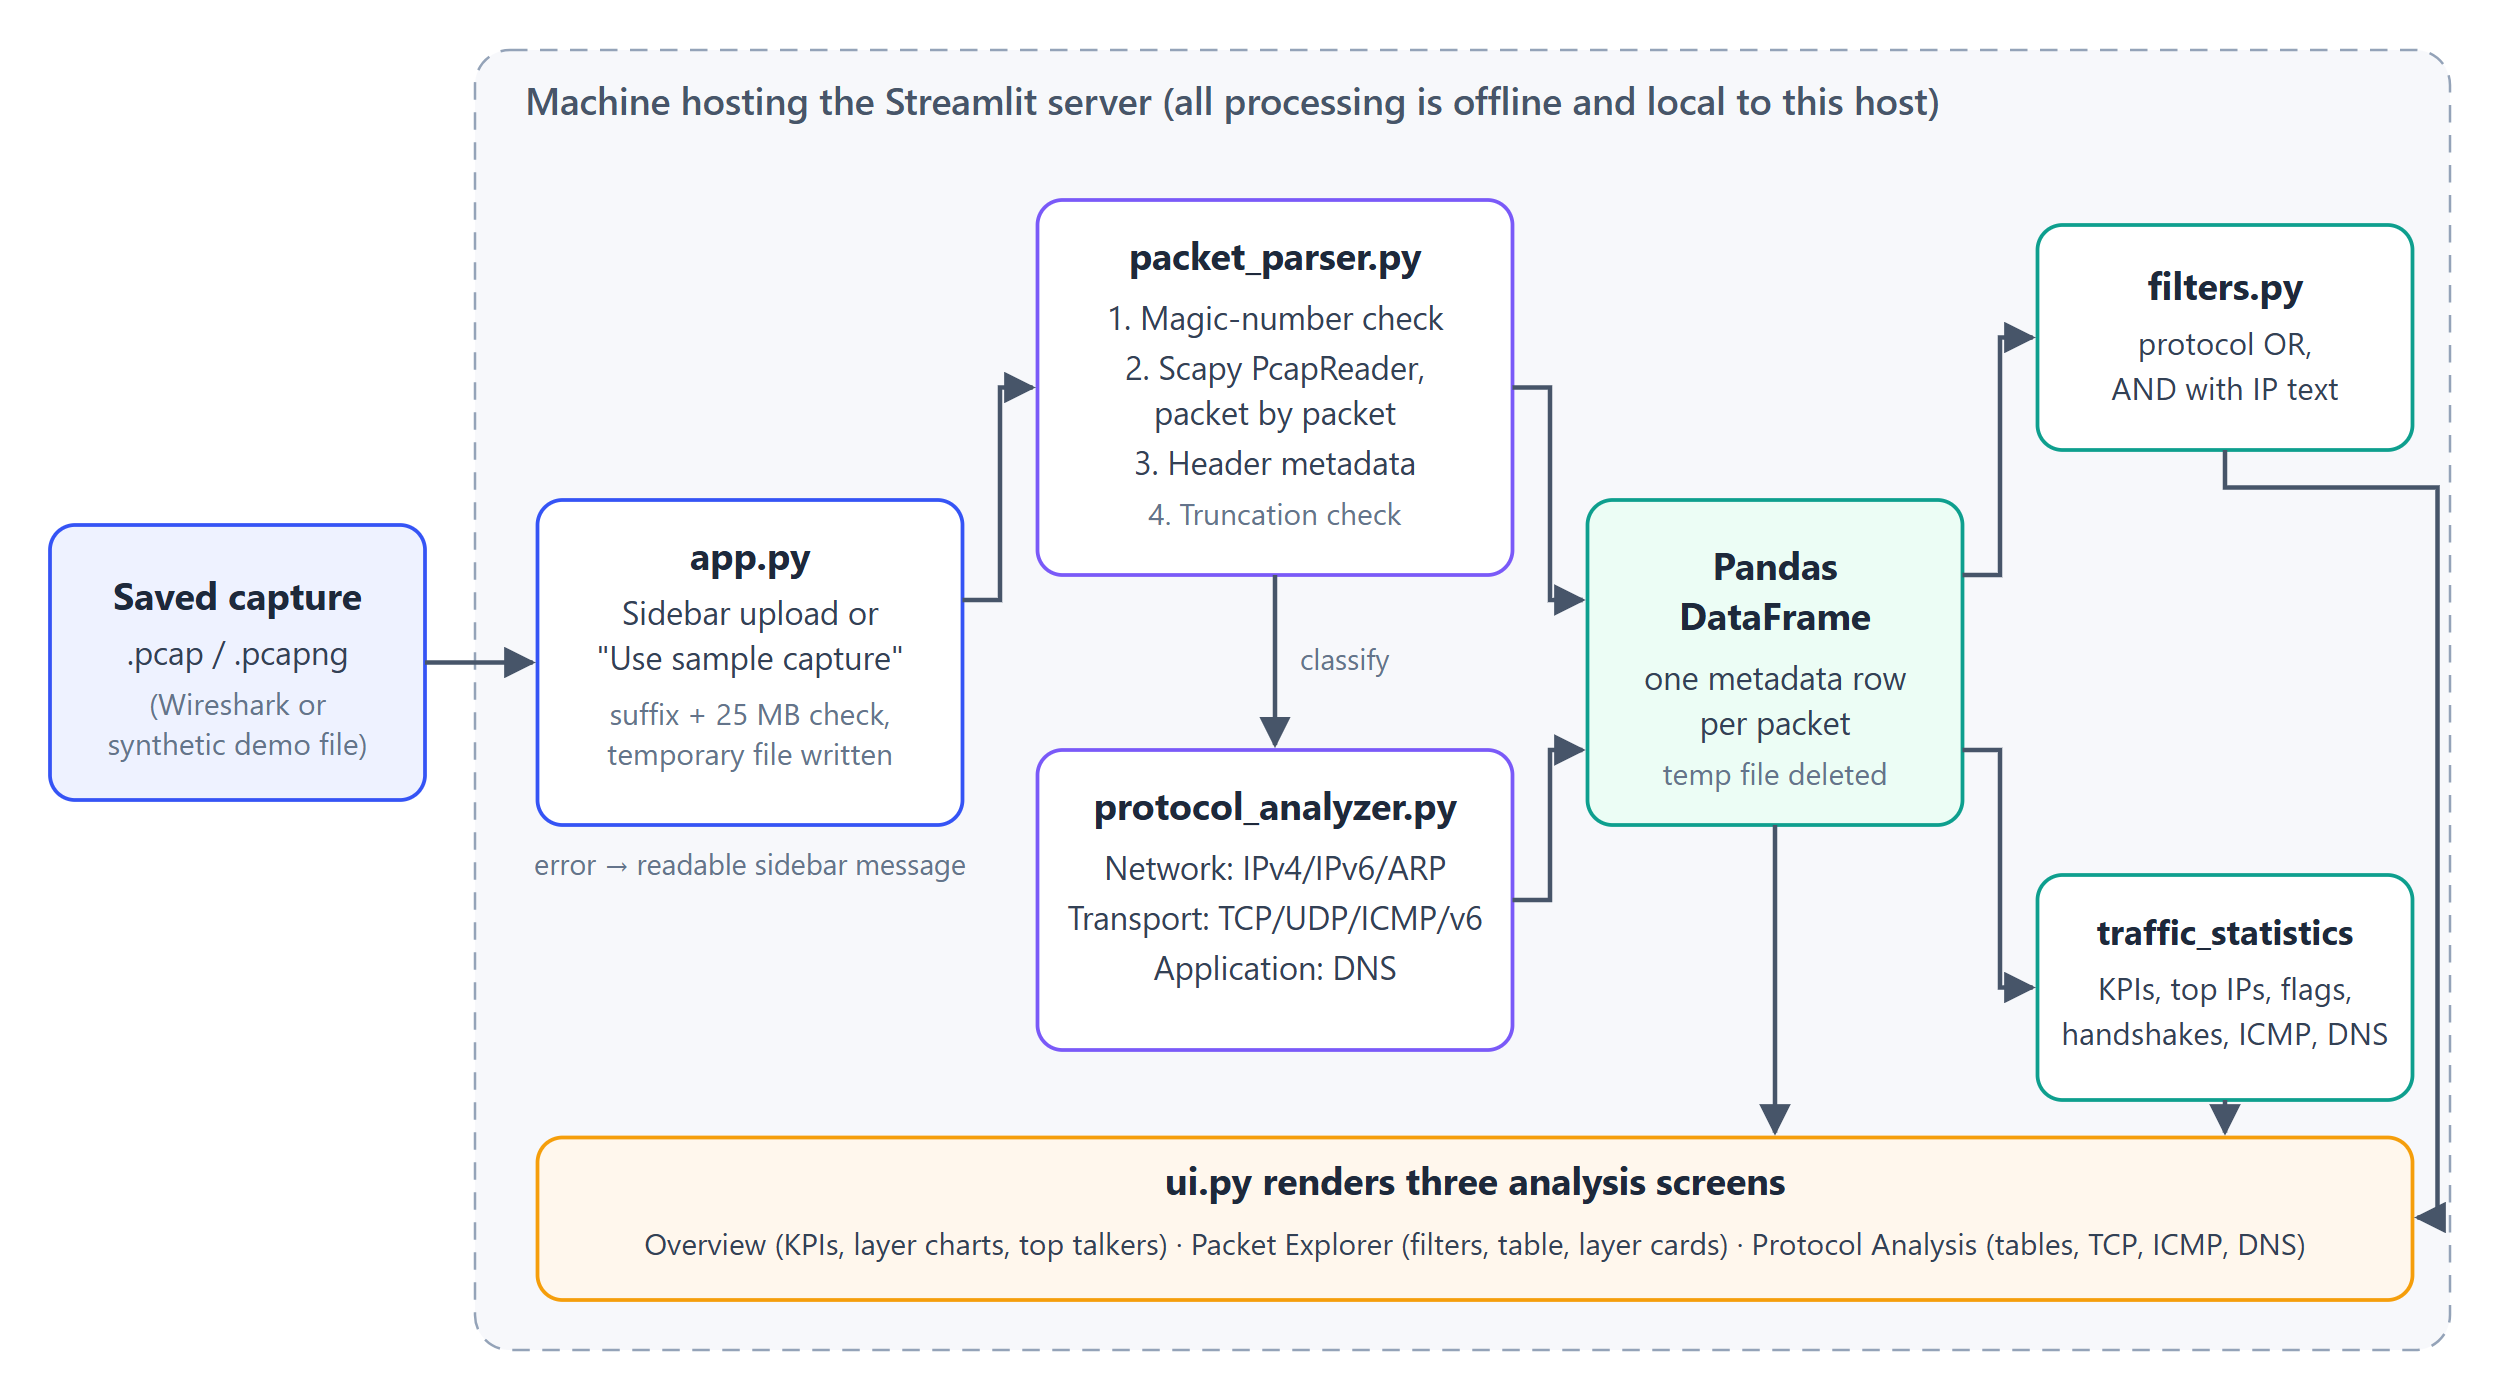 Machine hosting the Streamlit server (all processing is offline and local to this host)
Saved capture
.pcap / .pcapng
(Wireshark or
synthetic demo file)
app.py
Sidebar upload or
"Use sample capture"
suffix + 25 MB check,
temporary file written
error → readable sidebar message
packet_parser.py
1. Magic-number check
2. Scapy PcapReader,
packet by packet
3. Header metadata
4. Truncation check
classify
protocol_analyzer.py
Network: IPv4/IPv6/ARP
Transport: TCP/UDP/ICMP/v6
Application: DNS
Pandas
DataFrame
one metadata row
per packet
temp file deleted
filters.py
protocol OR,
AND with IP text
traffic_statistics
KPIs, top IPs, flags,
handshakes, ICMP, DNS
ui.py renders three analysis screens
Overview (KPIs, layer charts, top talkers) · Packet Explorer (filters, table, layer cards) · Protocol Analysis (tables, TCP, ICMP, DNS)